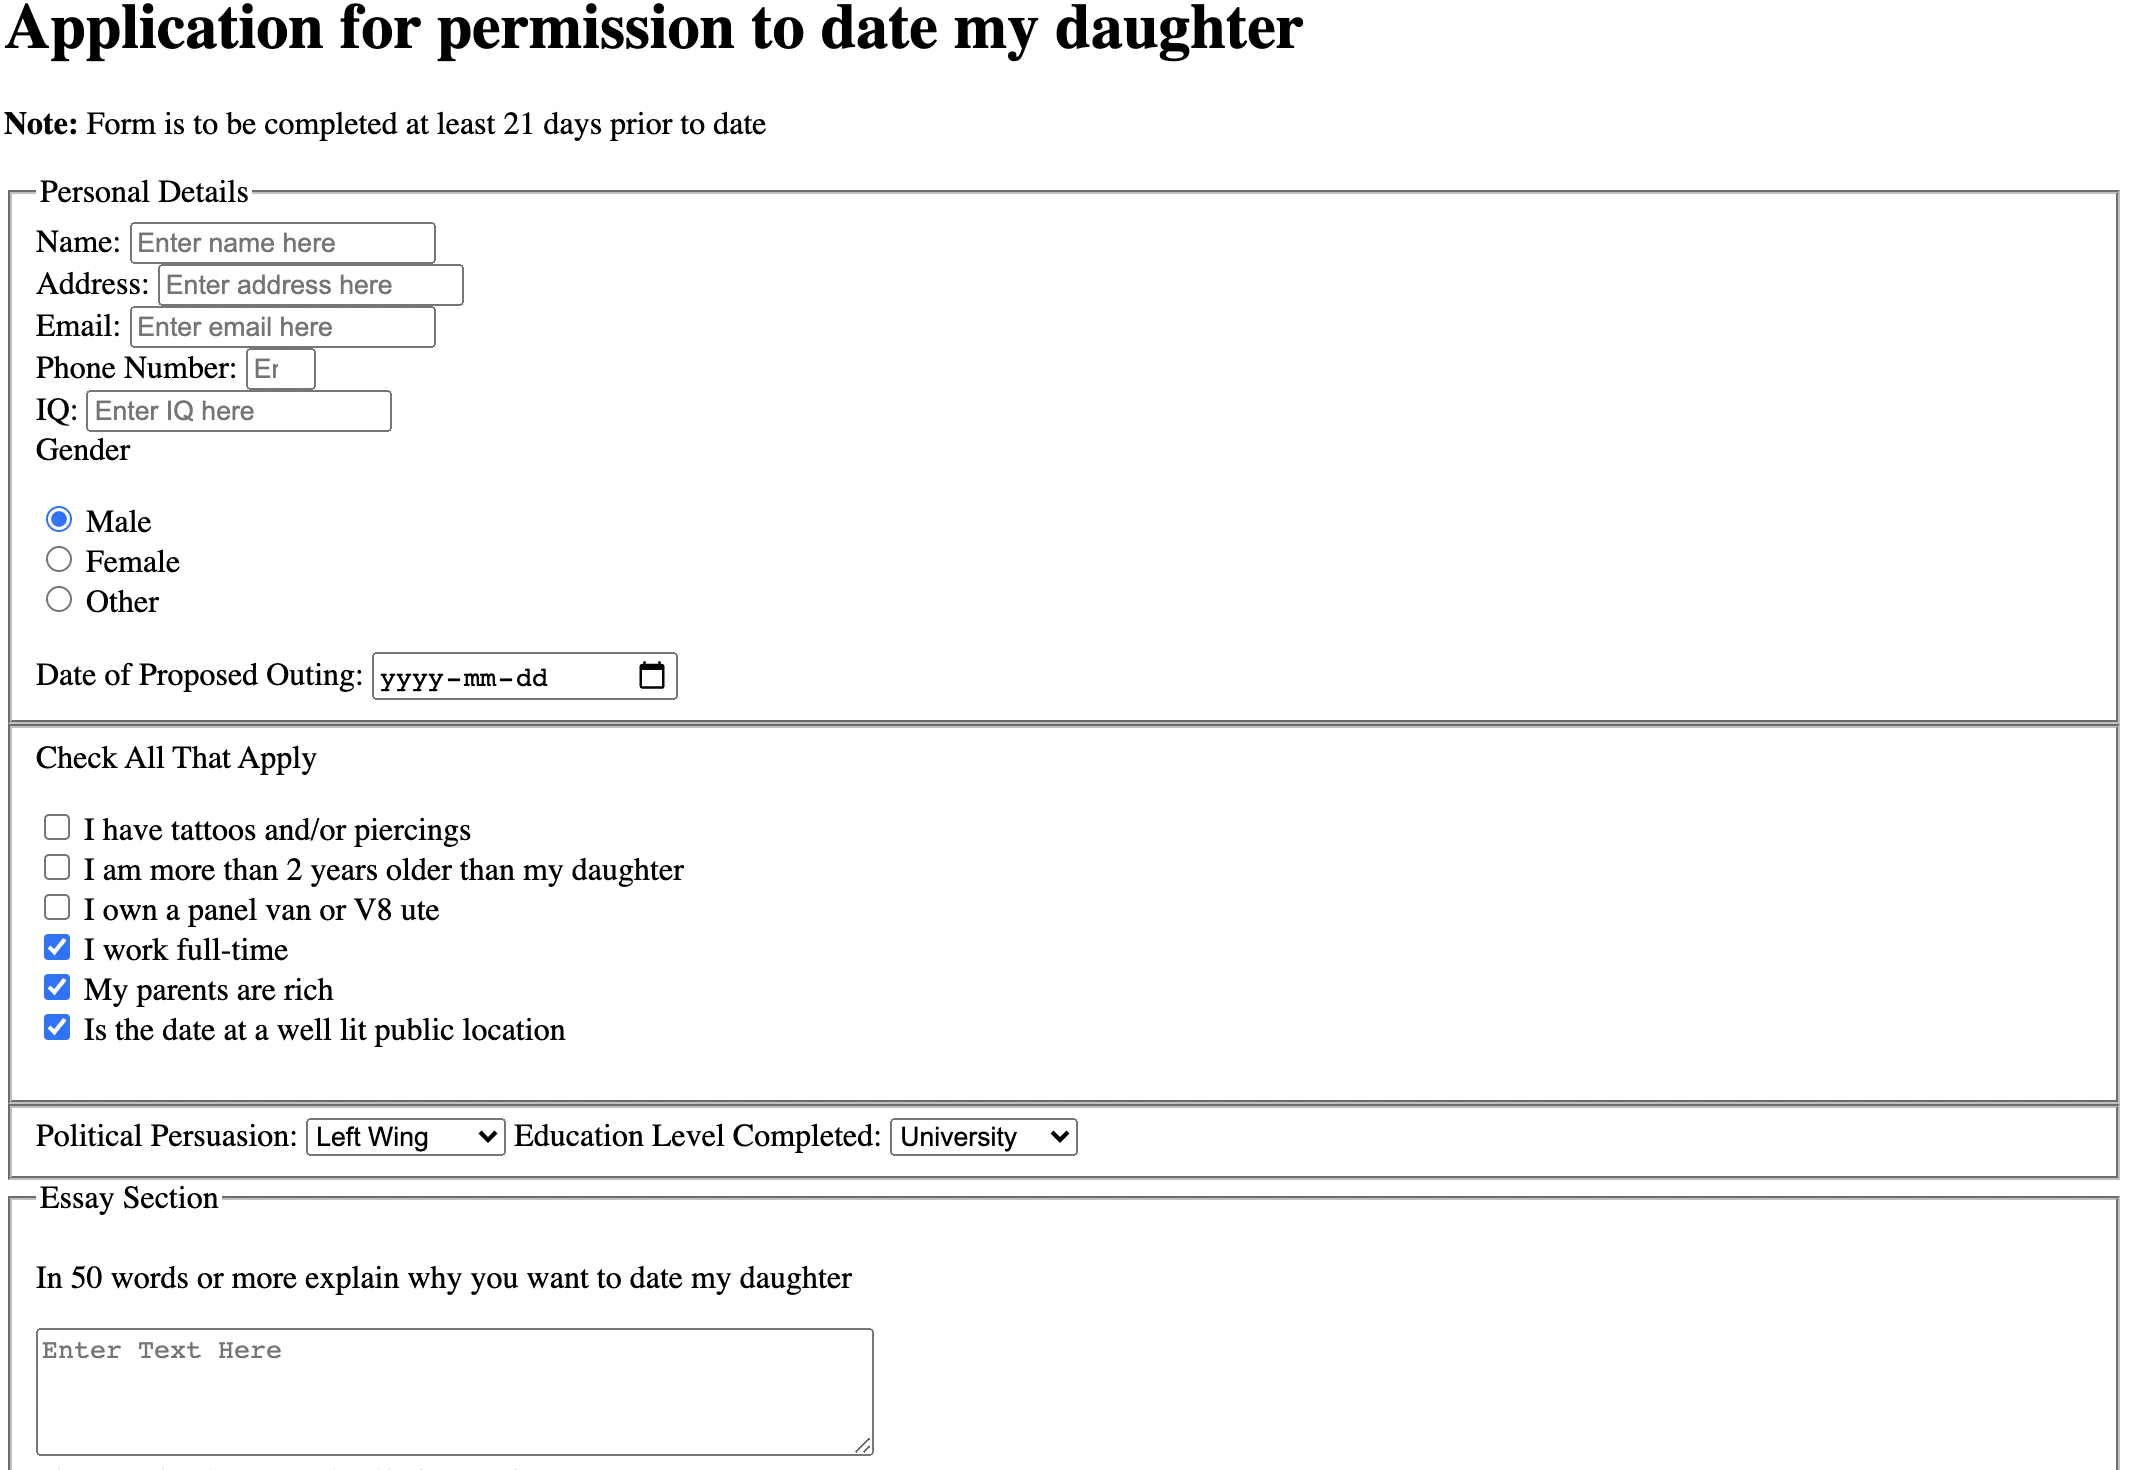 Application for permission to date my daughter
Note: Form is to be completed at least 21 days prior to date
Personal Details
Name: Enter name here
Address: Enter address here
Email: Enter email here
Phone Number: Er
IQ: Enter IQ here
Gender
Male
Female
Other
Date of Proposed Outing: yyyy-mm-dd
Check All That Apply
I have tattoos and/or piercings
I am more than 2 years older than my daughter
I own a panel van or V8 ute
I work full-time
My parents are rich
Is the date at a well lit public location
Political Persuasion: Left Wing Education Level Completed: University
Essay Section
In 50 words or more explain why you want to date my daughter
Enter Text Here